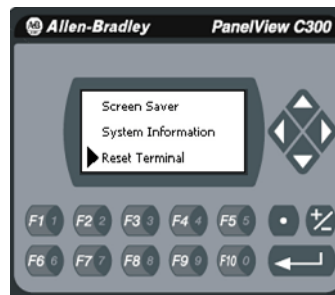 AB Allen-Bradley PanelView C300
Screen Saver
System Information
Reset Terminal
F1 1 F2 2 F3 3 F4 4 F5 5 • +/-
F6 6 F7 7 F8 8 F9 9 F10 0